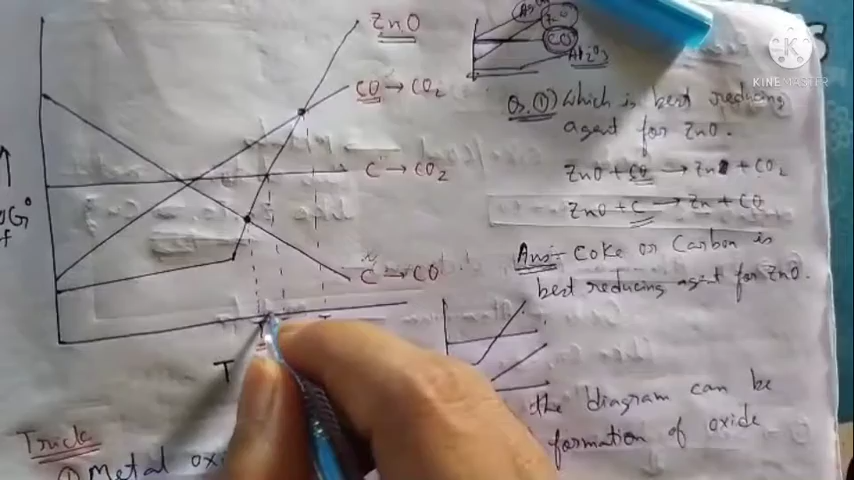 ZnO
CO → CO₂
C → CO₂
C → CO
T
ZnO
CO
Al₂O₃
KINEMASTER
Qs. ① Which is best reducing
agent for ZnO.
ZnO + CO → Zn + CO₂
ZnO + C → Zn + CO
Ans:- Coke or Carbon is
best reducing agent for ZnO.
the diagram can be
formation of oxide
Trick
① Metal